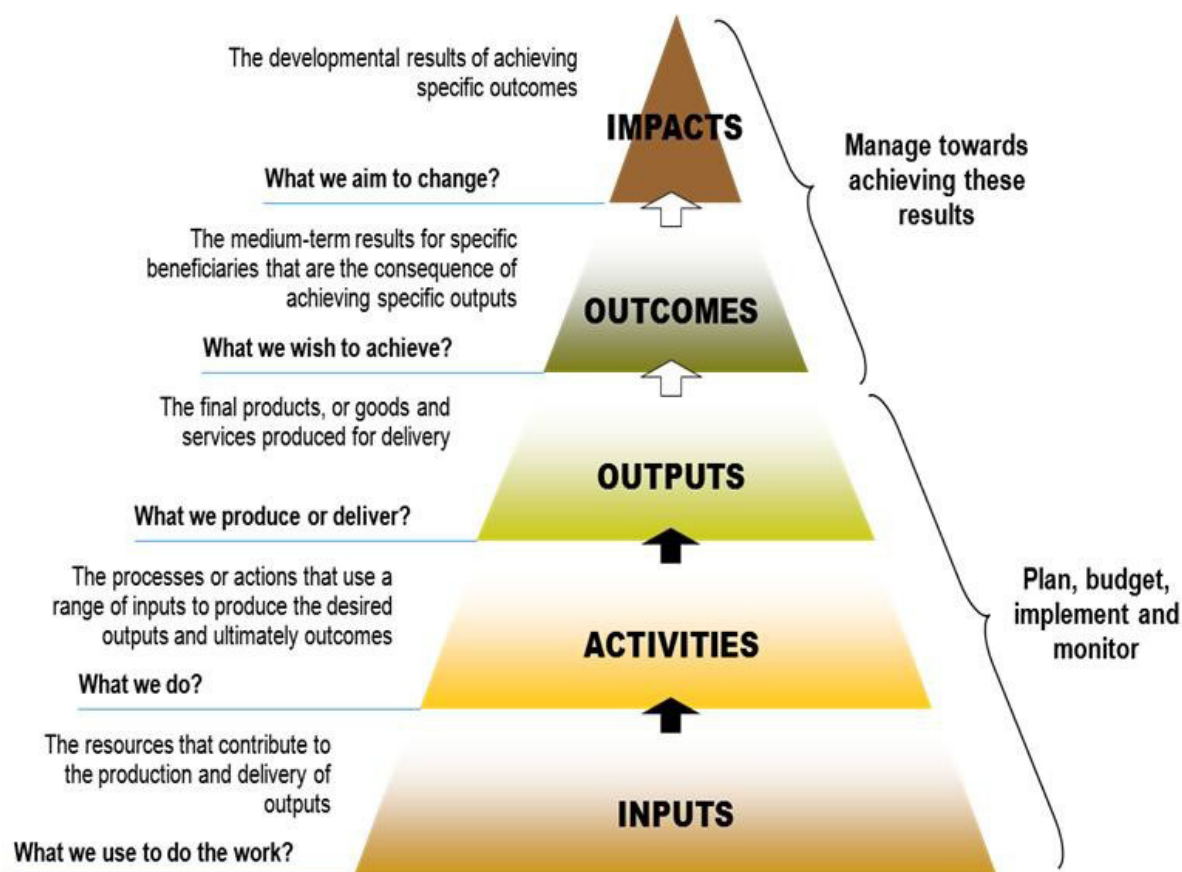 The developmental results of achieving
specific outcomes
IMPACTS
What we aim to change?
Manage towards
achieving these
results
The medium-term results for specific
beneficiaries that are the consequence of
achieving specific outputs
OUTCOMES
What we wish to achieve?
The final products, or goods and
services produced for delivery
OUTPUTS
What we produce or deliver?
The processes or actions that use a
range of inputs to produce the desired
outputs and ultimately outcomes
ACTIVITIES
What we do?
Plan, budget,
implement and
monitor
The resources that contribute to
the production and delivery of
outputs
INPUTS
What we use to do the work?